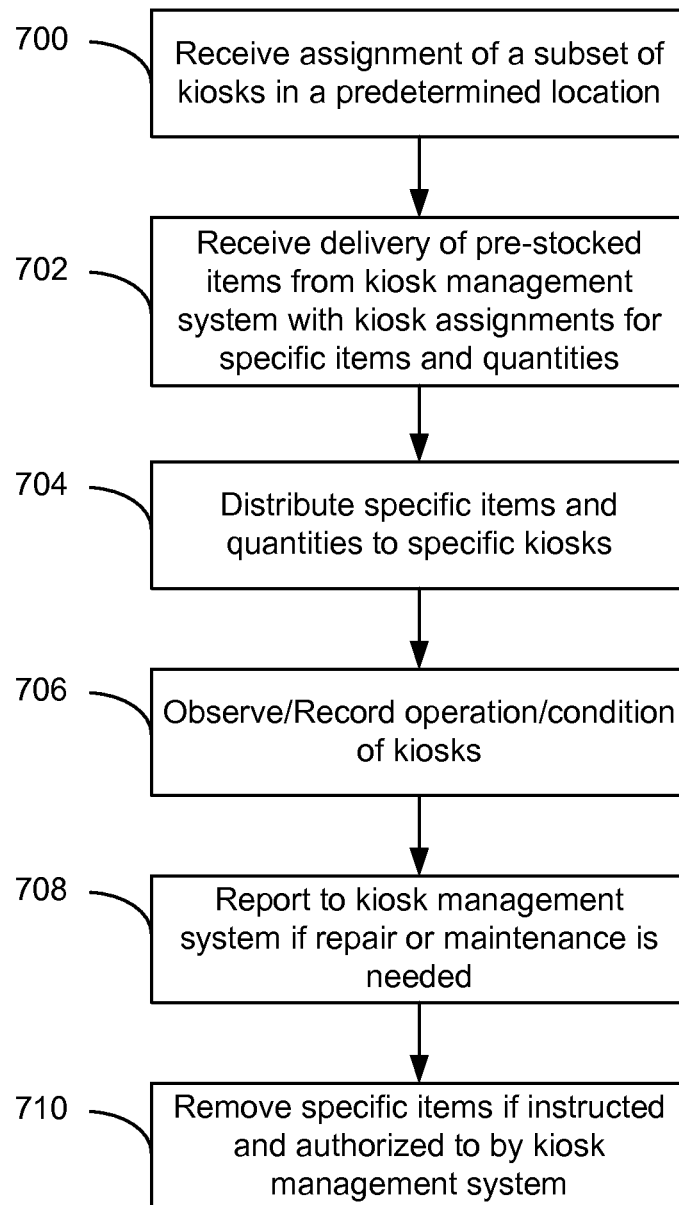 700
Receive assignment of a subset of
kiosks in a predetermined location
702
Receive delivery of pre-stocked
items from kiosk management
system with kiosk assignments for
specific items and quantities
704
Distribute specific items and
quantities to specific kiosks
706
Observe/Record operation/condition
of kiosks
708
Report to kiosk management
system if repair or maintenance is
needed
710
Remove specific items if instructed
and authorized to by kiosk
management system